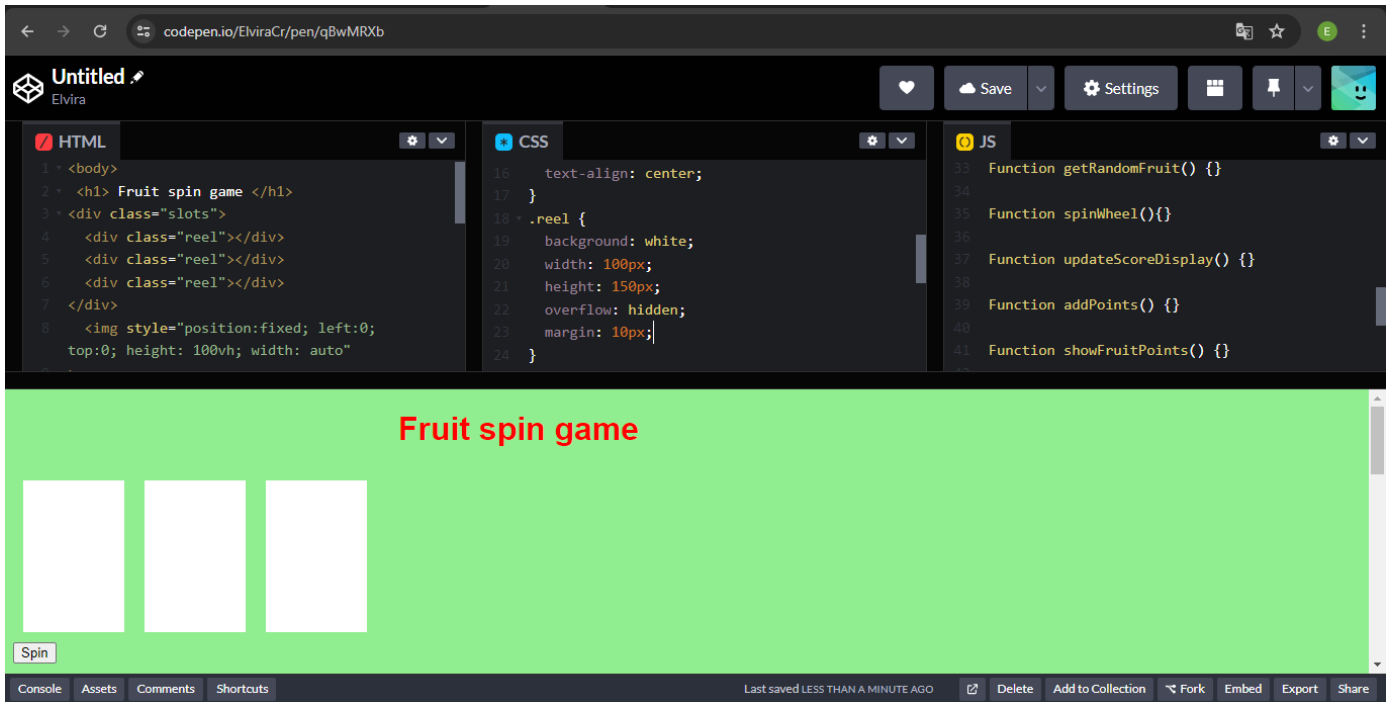 codepen.io/ElviraCr/pen/qBwMRXb
E
Untitled
Elvira
Save
Settings
HTML
1 <body>
2 <h1> Fruit spin game </h1>
3 <div class="slots">
4 <div class="reel"></div>
5 <div class="reel"></div>
6 <div class="reel"></div>
7 </div>
8 <img style="position:fixed; left:0;
top:0; height: 100vh; width: auto"
CSS
16 text-align: center;
17 }
18 .reel {
19 background: white;
20 width: 100px;
21 height: 150px;
22 overflow: hidden;
23 margin: 10px;
24 }
JS
33 Function getRandomFruit() {}
34
35 Function spinWheel(){}
36
37 Function updateScoreDisplay() {}
38
39 Function addPoints() {}
40
41 Function showFruitPoints() {}
Fruit spin game
Spin
Console Assets Comments Shortcuts Last saved LESS THAN A MINUTE AGO Delete Add to Collection Fork Embed Export Share